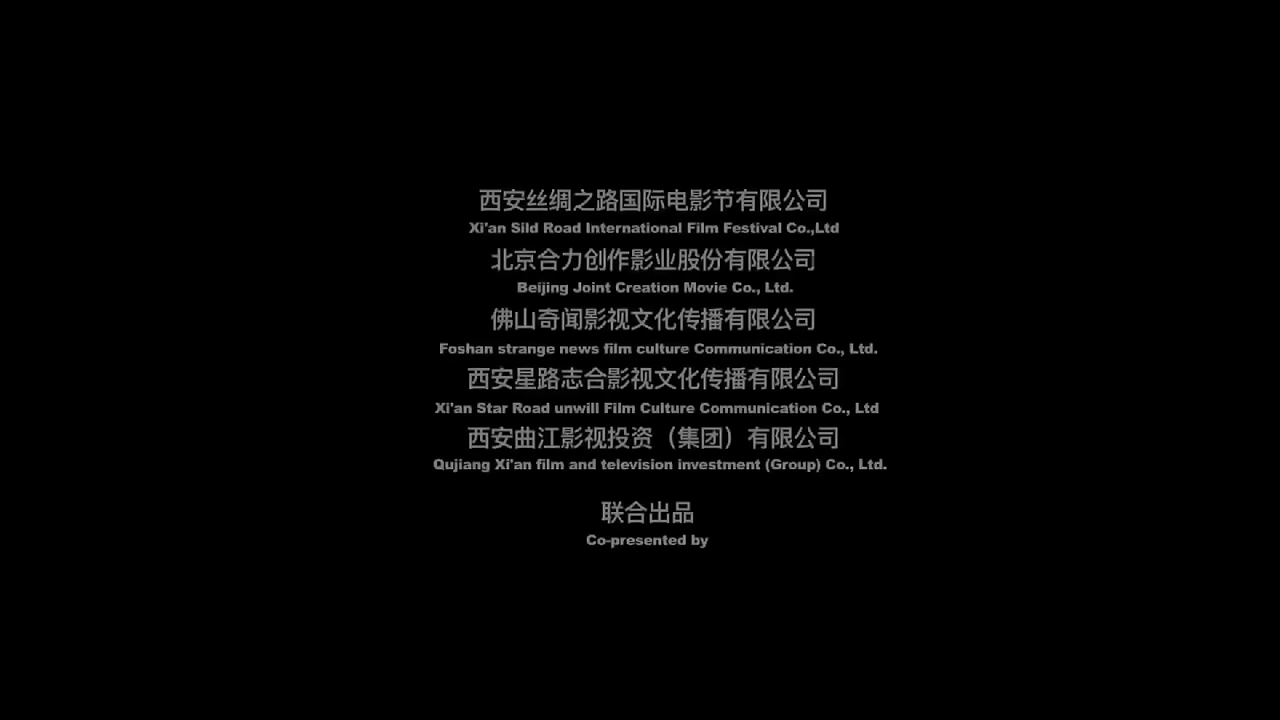 西安丝绸之路国际电影节有限公司
Xi'an Sild Road International Film Festival Co.,Ltd
北京合力创作影业股份有限公司
Beijing Joint Creation Movie Co., Ltd.
佛山奇闻影视文化传播有限公司
Foshan strange news film culture Communication Co., Ltd.
西安星路志合影视文化传播有限公司
Xi'an Star Road unwill Film Culture Communication Co., Ltd
西安曲江影视投资（集团）有限公司
Qujiang Xi'an film and television investment (Group) Co., Ltd.
联合出品
Co-presented by